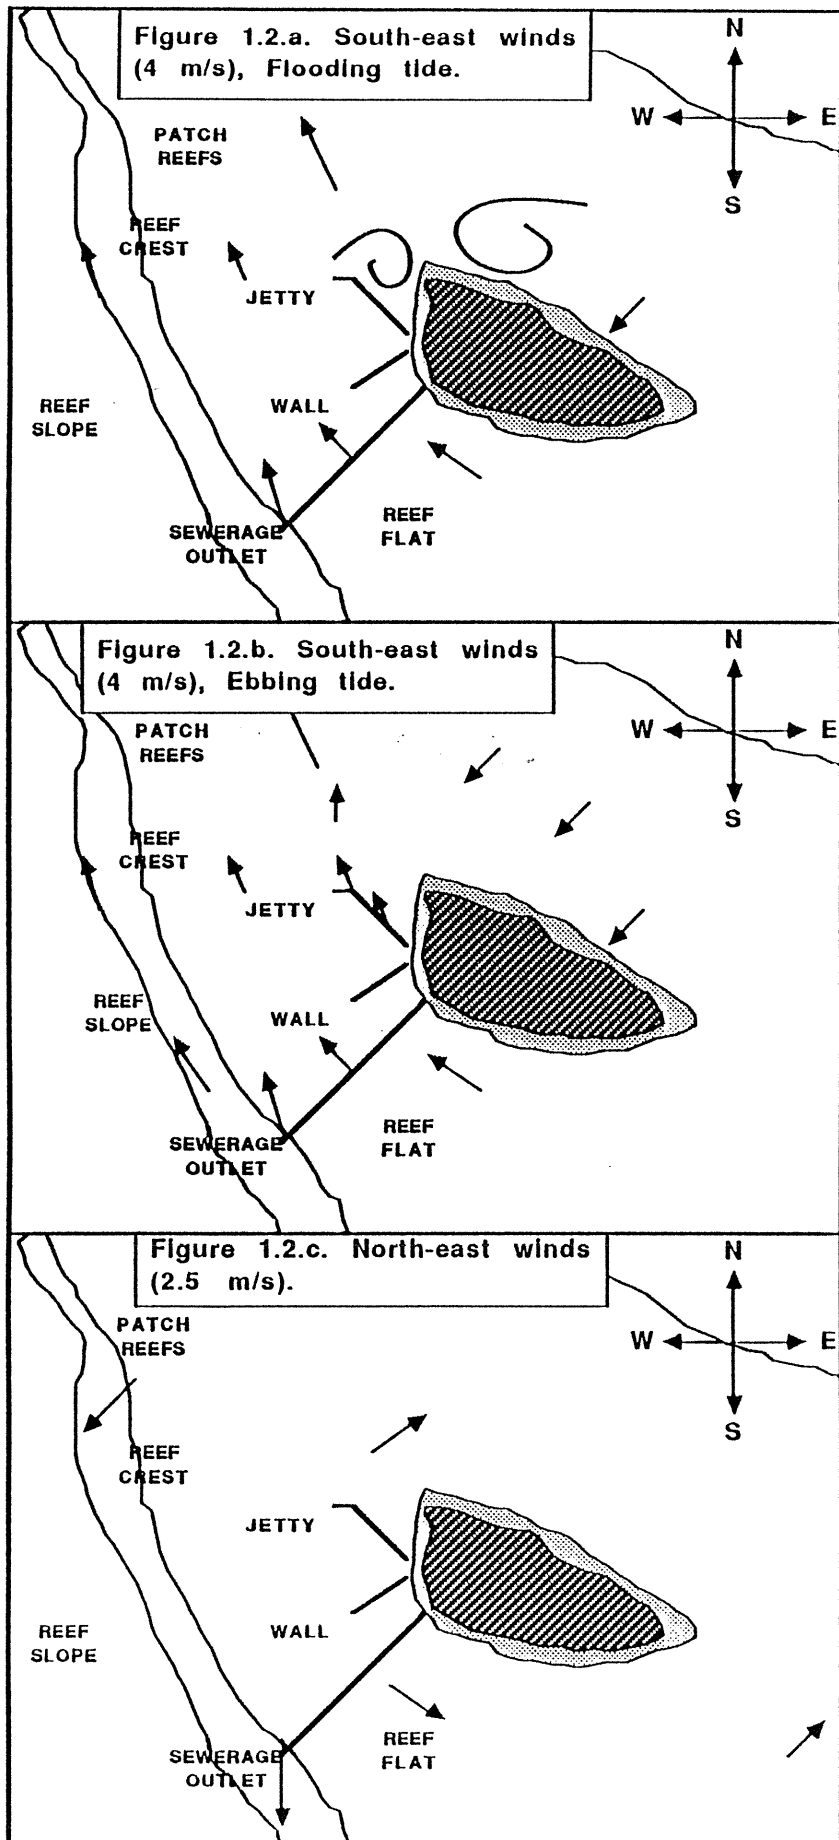 Figure 1.2.a. South-east winds
(4 m/s), Flooding tide.
N
W E
S
PATCH
REEFS
REEF
CREST
JETTY
REEF
SLOPE
WALL
SEWERAGE
OUTLET
REEF
FLAT
Figure 1.2.b. South-east winds
(4 m/s), Ebbing tide.
N
W E
S
PATCH
REEFS
REEF
CREST
JETTY
REEF
SLOPE
WALL
SEWERAGE
OUTLET
REEF
FLAT
Figure 1.2.c. North-east winds
(2.5 m/s).
N
W E
S
PATCH
REEFS
REEF
CREST
JETTY
REEF
SLOPE
WALL
SEWERAGE
OUTLET
REEF
FLAT